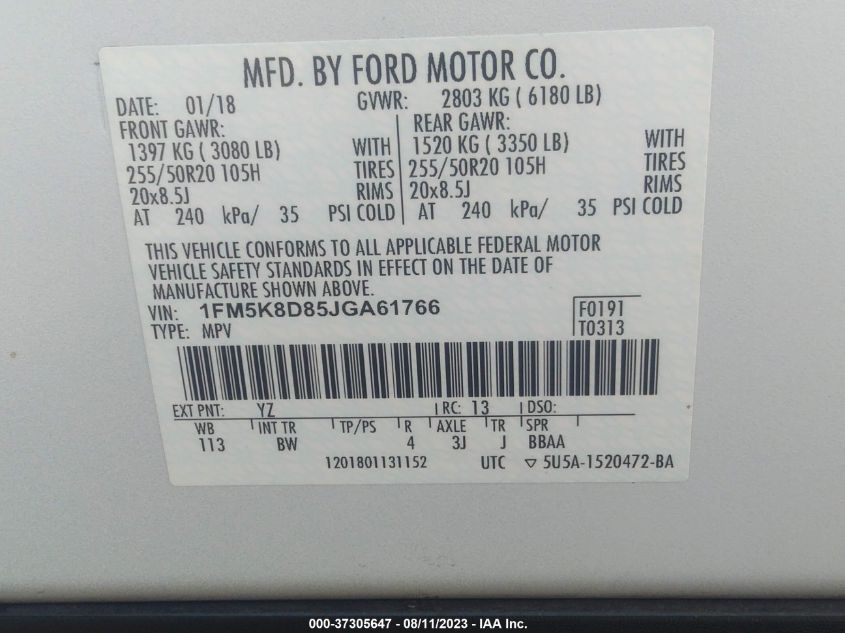 MFD. BY FORD MOTOR CO.
DATE: 01/18 GVWR: 2803 KG ( 6180 LB)
FRONT GAWR: REAR GAWR:
1397 KG ( 3080 LB) WITH 1520 KG ( 3350 LB) WITH
255/50R20 105H TIRES 255/50R20 105H TIRES
20x8.5J RIMS 20x8.5J RIMS
AT 240 kPa/ 35 PSI COLD AT 240 kPa/ 35 PSI COLD
THIS VEHICLE CONFORMS TO ALL APPLICABLE FEDERAL MOTOR
VEHICLE SAFETY STANDARDS IN EFFECT ON THE DATE OF
MANUFACTURE SHOWN ABOVE.
VIN: 1FM5K8D85JGA61766 F0191
TYPE: MPV T0313
EXT PNT: YZ RC: 13 DSO:
WB INT TR TP/PS R AXLE TR SPR
113 BW 4 3J J BBAA
1201801131152 UTC ▽ 5U5A-1520472-BA
000-37305647 - 08/11/2023 - IAA Inc.